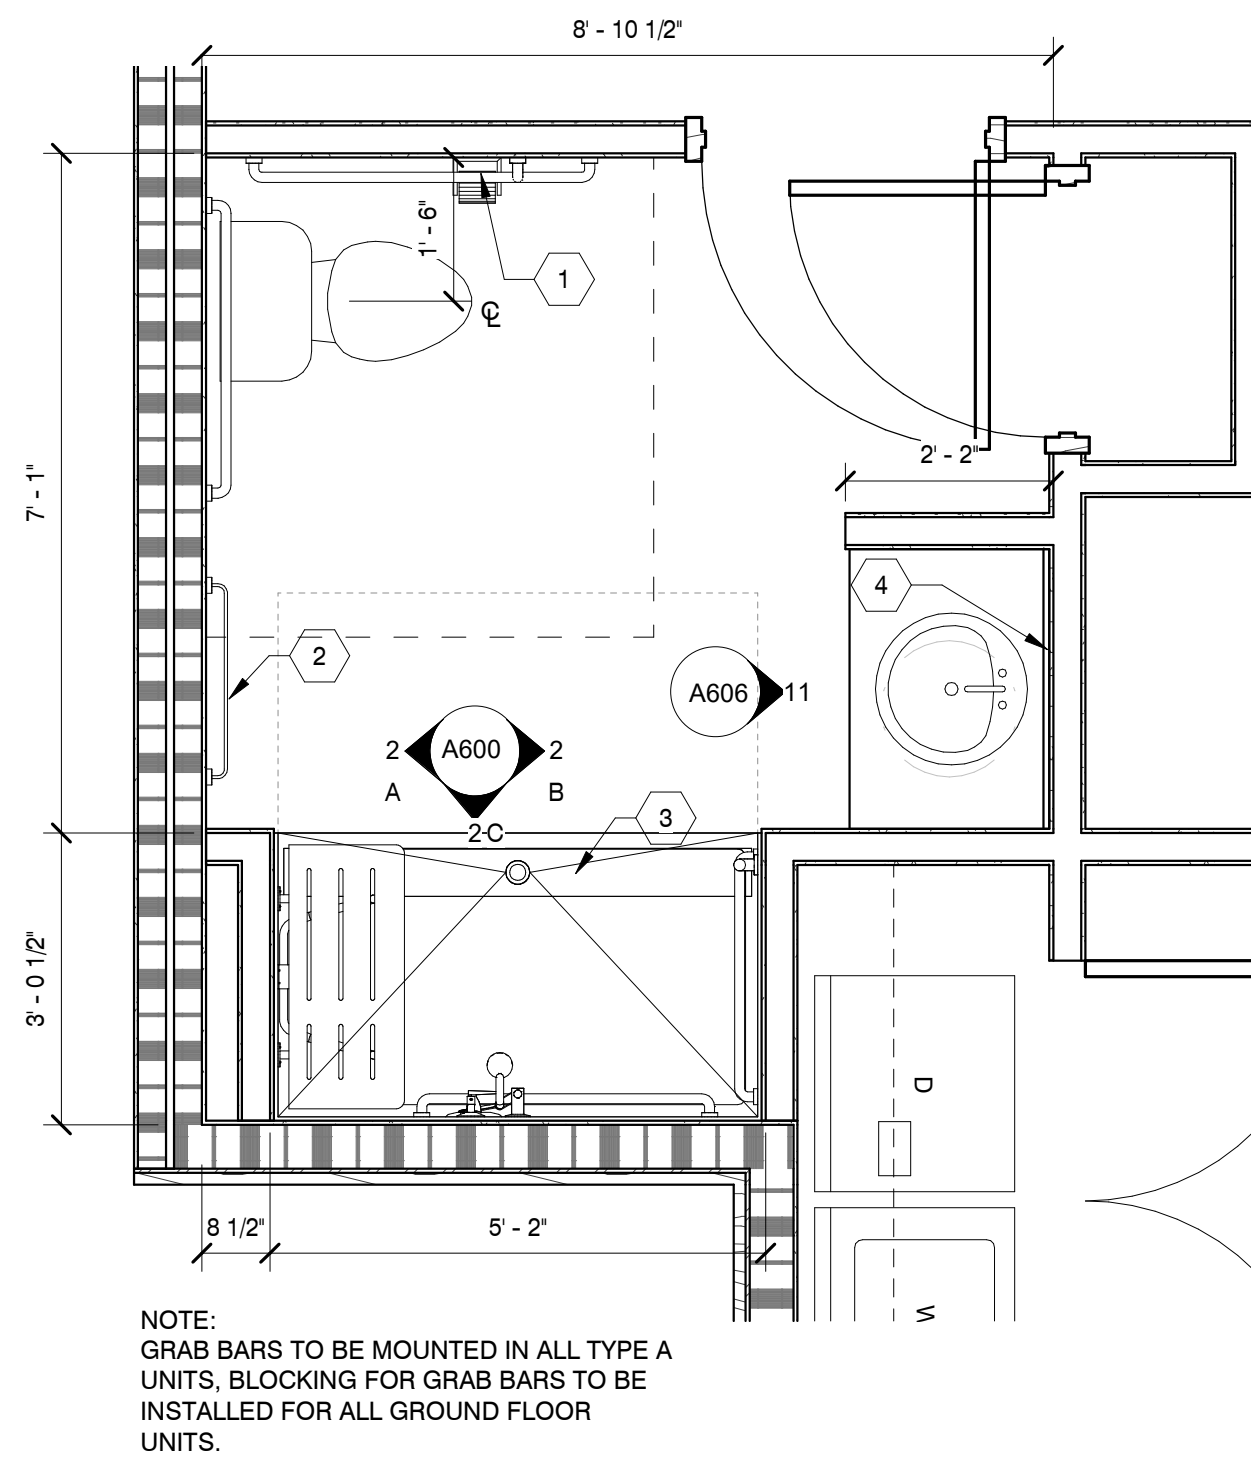 8' - 10 1/2"
1' - 6"
1
℄
7' - 1"
2' - 2"
4
2
A606
11
2
A600
2
A
B
3
2 C
3' - 0 1/2"
D
8 1/2"
5' - 2"
W
NOTE:
GRAB BARS TO BE MOUNTED IN ALL TYPE A
UNITS, BLOCKING FOR GRAB BARS TO BE
INSTALLED FOR ALL GROUND FLOOR
UNITS.